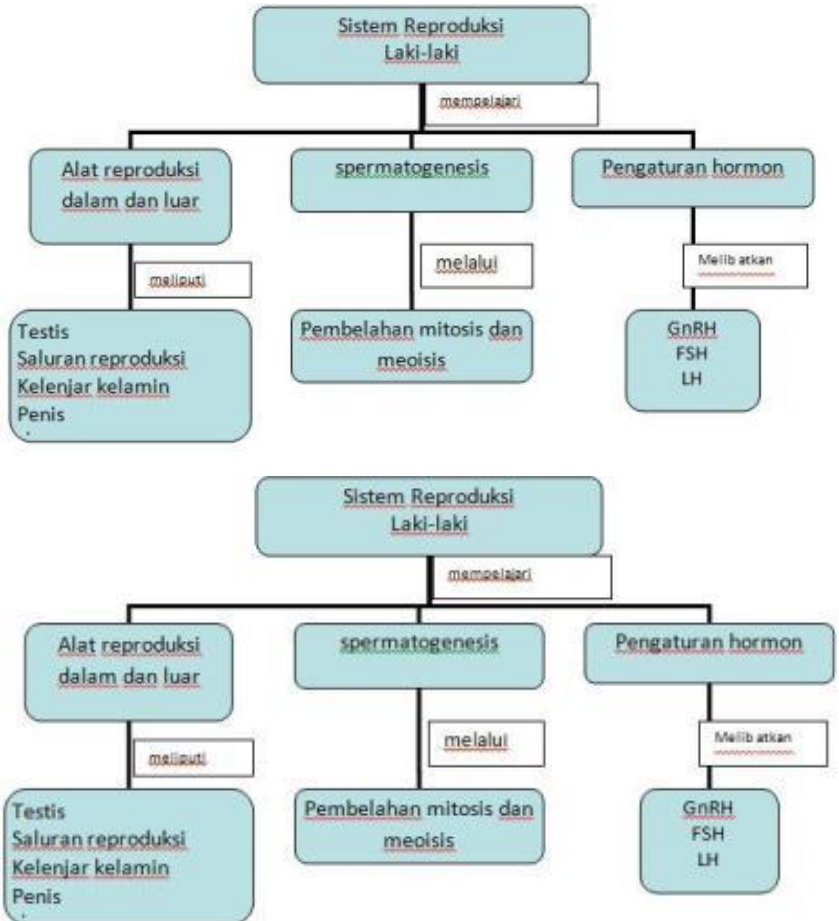 Sistem Reproduksi
Laki-laki
mempelajari
Alat reproduksi
dalam dan luar
spermatogenesis
Pengaturan hormon
meliputi
melalui
Melib atkan
Testis
Saluran reproduksi
Kelenjar kelamin
Penis
Pembelahan mitosis dan
meoisis
GnRH
FSH
LH
Sistem Reproduksi
Laki-laki
mempelajari
Alat reproduksi
dalam dan luar
spermatogenesis
Pengaturan hormon
meliputi
melalui
Melib atkan
Testis
Saluran reproduksi
Kelenjar kelamin
Penis
Pembelahan mitosis dan
meoisis
GnRH
FSH
LH